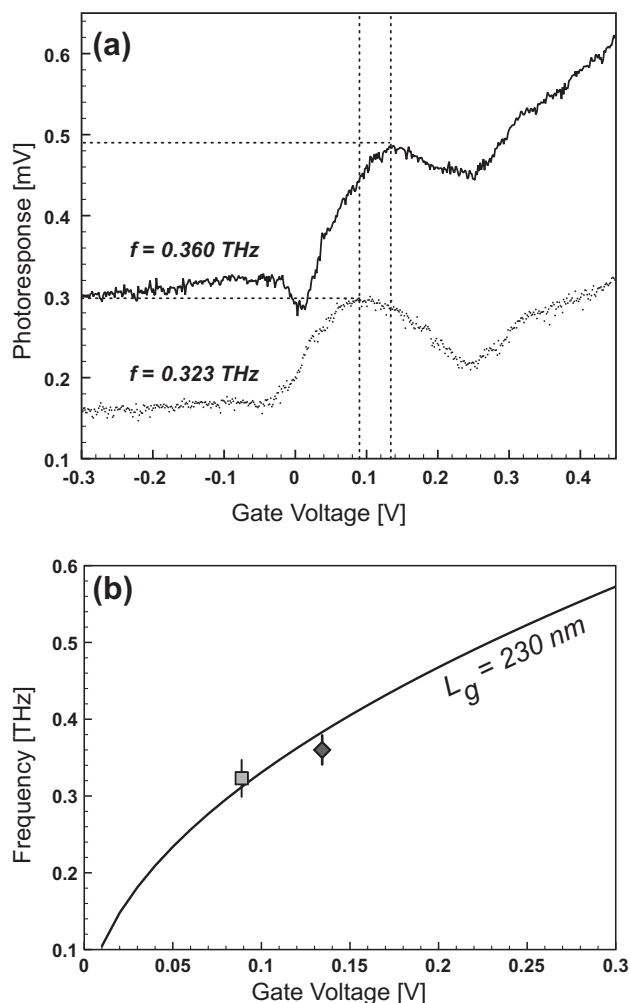 (a)
0.6
0.5
0.4
0.3
0.2
0.1
Photoresponse [mV]
f = 0.360 THz
f = 0.323 THz
-0.3 -0.2 -0.1 0 0.1 0.2 0.3 0.4
Gate Voltage [V]
(b)
0.6
0.5
0.4
0.3
0.2
0.1
Frequency [THz]
Lg = 230 nm
0 0.05 0.1 0.15 0.2 0.25 0.3
Gate Voltage [V]